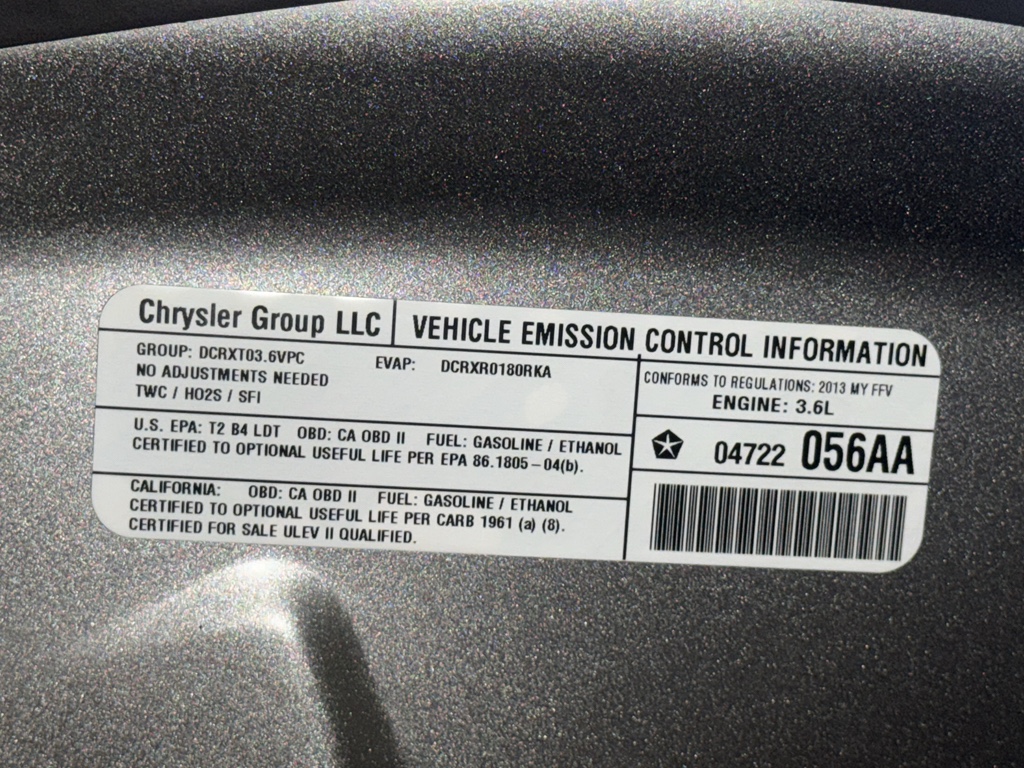 Chrysler Group LLC
VEHICLE EMISSION CONTROL INFORMATION
GROUP: DCRXT03.6VPC EVAP: DCRXR0180RKA
NO ADJUSTMENTS NEEDED
TWC / HO2S / SFI
U.S. EPA: T2 B4 LDT OBD: CA OBD II FUEL: GASOLINE / ETHANOL
CERTIFIED TO OPTIONAL USEFUL LIFE PER EPA 86.1805-04(b).
CALIFORNIA: OBD: CA OBD II FUEL: GASOLINE / ETHANOL
CERTIFIED TO OPTIONAL USEFUL LIFE PER CARB 1961 (a) (8).
CERTIFIED FOR SALE ULEV II QUALIFIED.
CONFORMS TO REGULATIONS: 2013 MY FFV
ENGINE: 3.6L
04722 056AA